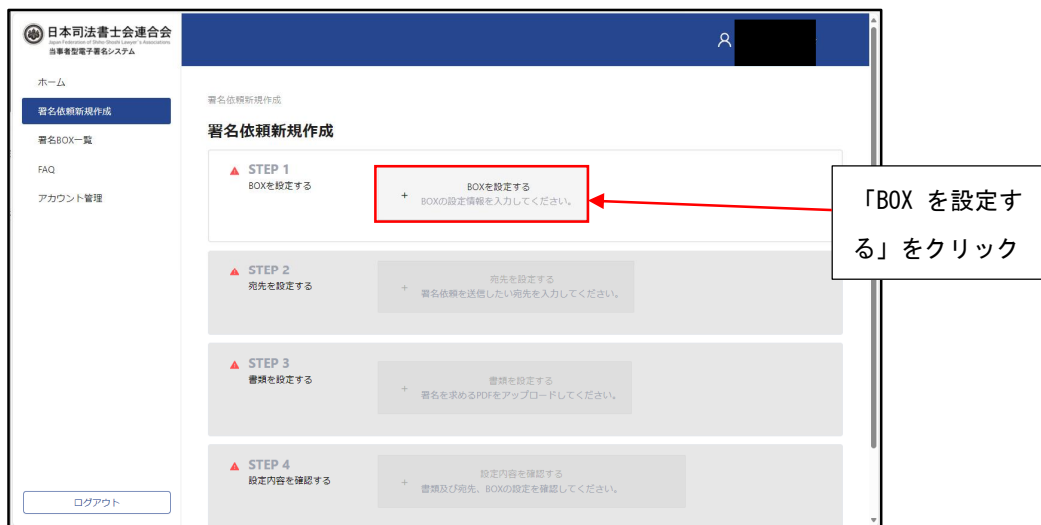 日本司法書士会連合会
Japan Federation of Shiho-Shoshi Lawyer's Associations
当事者型電子署名システム
ホーム
署名依頼新規作成
署名BOX一覧
FAQ
アカウント管理
ログアウト
署名依頼新規作成
署名依頼新規作成
STEP 1
BOXを設定する
+ BOXを設定する
BOXの設定情報を入力してください。
「BOX を設定す
る」をクリック
STEP 2
宛先を設定する
+ 宛先を設定する
署名依頼を送信したい宛先を入力してください。
STEP 3
書類を設定する
+ 書類を設定する
署名を求めるPDFをアップロードしてください。
STEP 4
設定内容を確認する
+ 設定内容を確認する
書類及び宛先、BOXの設定を確認してください。